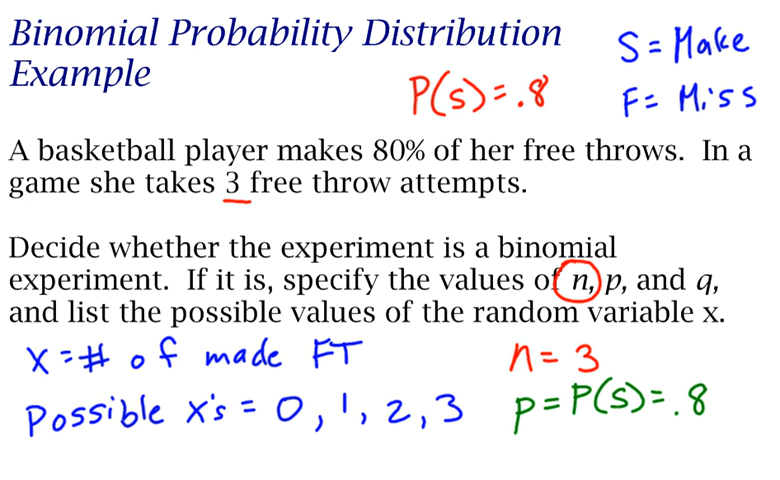 Binomial Probability Distribution
Example
S = Make
P(S) = .8
F = Miss
A basketball player makes 80% of her free throws. In a
game she takes 3 free throw attempts.
Decide whether the experiment is a binomial
experiment. If it is, specify the values of n, p, and q,
and list the possible values of the random variable x.
X = # of made FT
n = 3
Possible X's = 0, 1, 2, 3
p = P(S) = .8